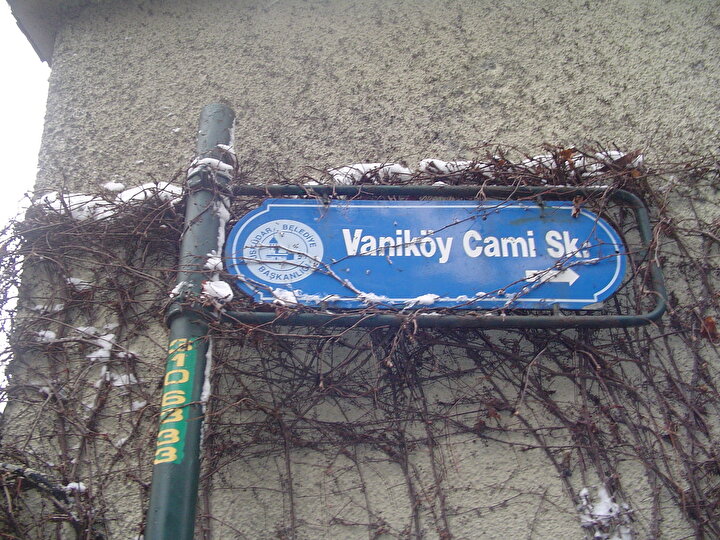 Vaniköy Cami Sk.
ÜSKÜDAR BELEDİYE
BAŞKANLIĞI